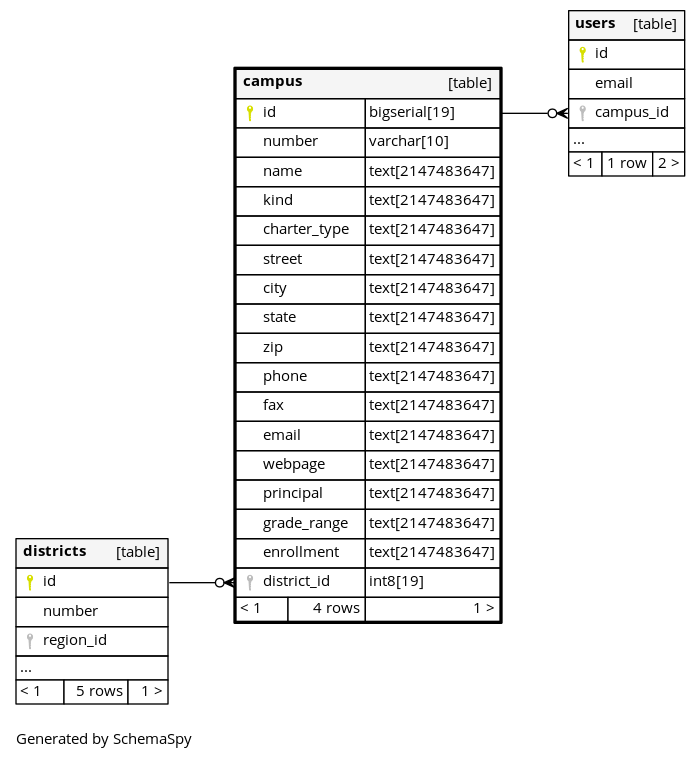 users [table]
id
email
campus_id
...
< 1 1 row 2 >
campus [table]
id bigserial[19]
number varchar[10]
name text[2147483647]
kind text[2147483647]
charter_type text[2147483647]
street text[2147483647]
city text[2147483647]
state text[2147483647]
zip text[2147483647]
phone text[2147483647]
fax text[2147483647]
email text[2147483647]
webpage text[2147483647]
principal text[2147483647]
grade_range text[2147483647]
enrollment text[2147483647]
district_id int8[19]
< 1 4 rows 1 >
districts [table]
id
number
region_id
...
< 1 5 rows 1 >
Generated by SchemaSpy